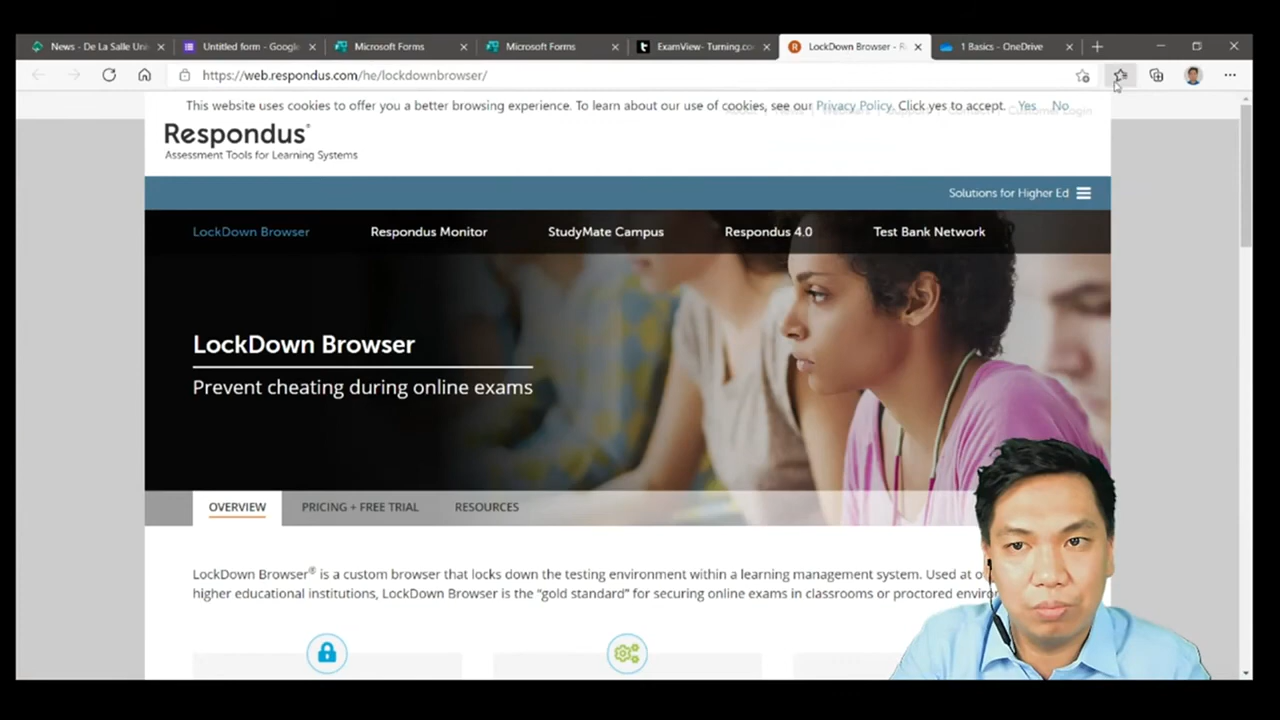 News - De La Salle Uni
Untitled form - Google
Microsoft Forms
Microsoft Forms
ExamView- Turning.co
LockDown Browser - R
1 Basics - OneDrive
https://web.respondus.com/he/lockdownbrowser/
This website uses cookies to offer you a better browsing experience. To learn about our use of cookies, see our Privacy Policy. Click yes to accept. Yes No
Respondus®
Assessment Tools for Learning Systems
Solutions for Higher Ed
LockDown Browser
Respondus Monitor
StudyMate Campus
Respondus 4.0
Test Bank Network
LockDown Browser
Prevent cheating during online exams
OVERVIEW
PRICING + FREE TRIAL
RESOURCES
LockDown Browser® is a custom browser that locks down the testing environment within a learning management system. Used at o
higher educational institutions, LockDown Browser is the "gold standard" for securing online exams in classrooms or proctored enviro